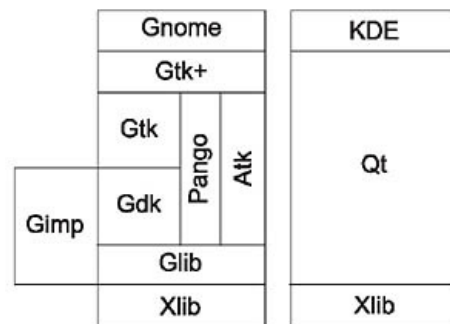 Gnome
KDE
Gtk+
Gtk
Pango
Atk
Qt
Gimp
Gdk
Glib
Xlib
Xlib